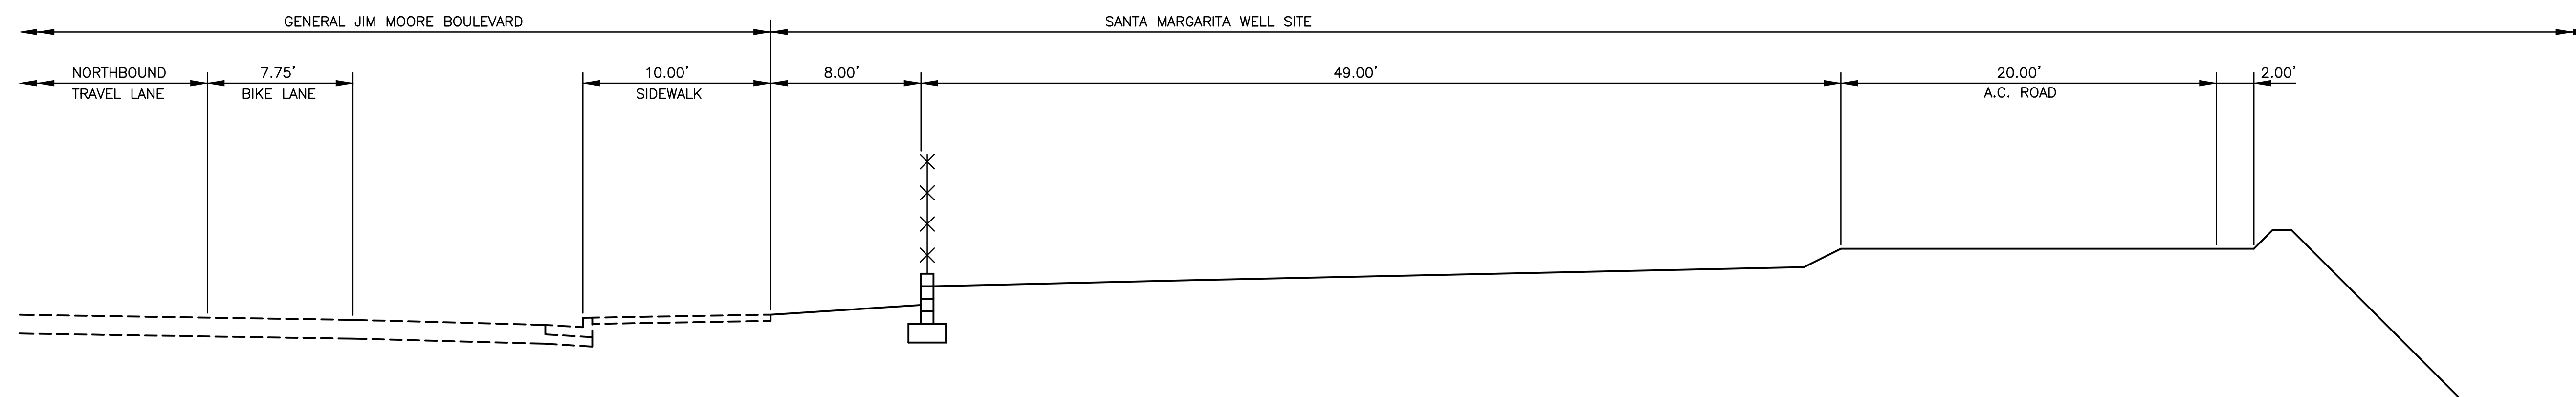 GENERAL JIM MOORE BOULEVARD
SANTA MARGARITA WELL SITE
NORTHBOUND
TRAVEL LANE
7.75'
BIKE LANE
10.00'
SIDEWALK
8.00'
49.00'
20.00'
A.C. ROAD
2.00'